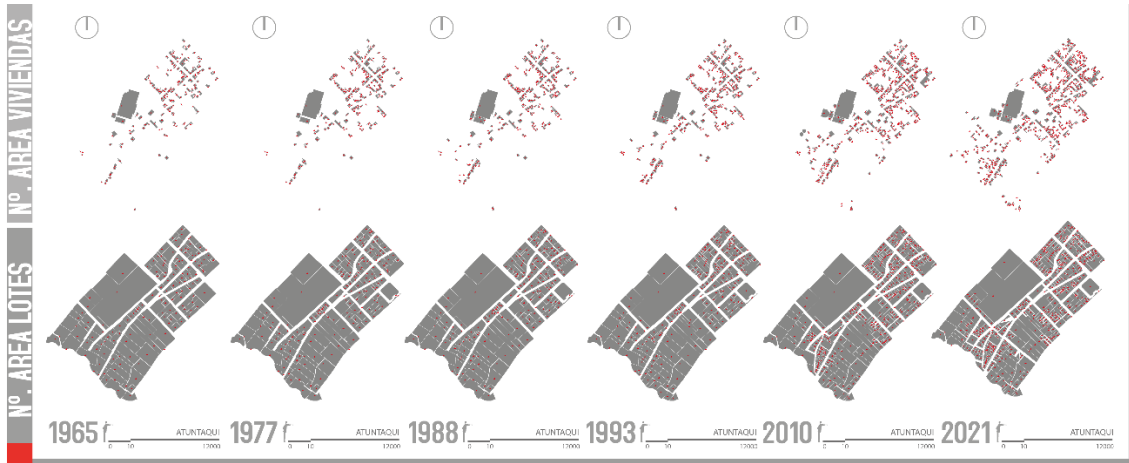 Nº. AREA VIVIENDAS
Nº. AREA LOTES
1965 ATUNTAQUI
0 10 12000
1977 ATUNTAQUI
0 10 12000
1988 ATUNTAQUI
0 10 12000
1993 ATUNTAQUI
0 10 12000
2010 ATUNTAQUI
0 10 12000
2021 ATUNTAQUI
0 10 12000